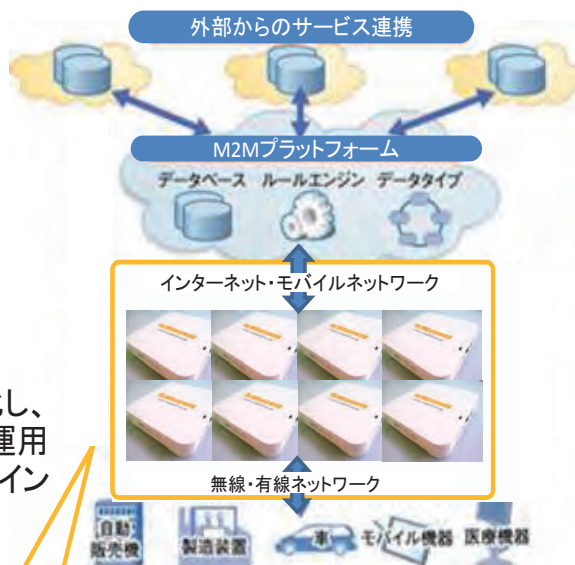 外部からのサービス連携
M2Mプラットフォーム
データベース ルールエンジン データタイプ
インターネット・モバイルネットワーク
し、
運用
イン
無線・有線ネットワーク
自動
販売機
製造装置
車
モバイル機器
医療機器